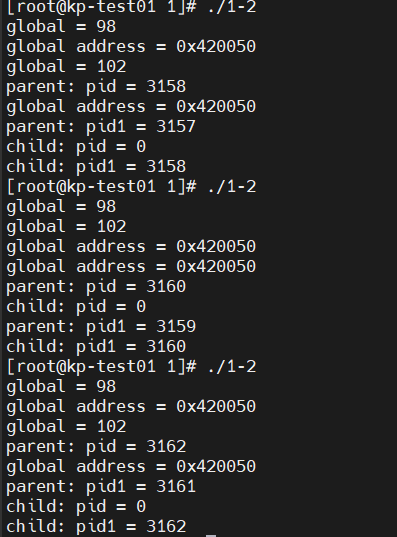 [root@kp-test01 1]# ./1-2
global = 98
global address = 0x420050
global = 102
parent: pid = 3158
global address = 0x420050
parent: pid1 = 3157
child: pid = 0
child: pid1 = 3158
[root@kp-test01 1]# ./1-2
global = 98
global = 102
global address = 0x420050
global address = 0x420050
parent: pid = 3160
child: pid = 0
parent: pid1 = 3159
child: pid1 = 3160
[root@kp-test01 1]# ./1-2
global = 98
global address = 0x420050
global = 102
parent: pid = 3162
global address = 0x420050
parent: pid1 = 3161
child: pid = 0
child: pid1 = 3162